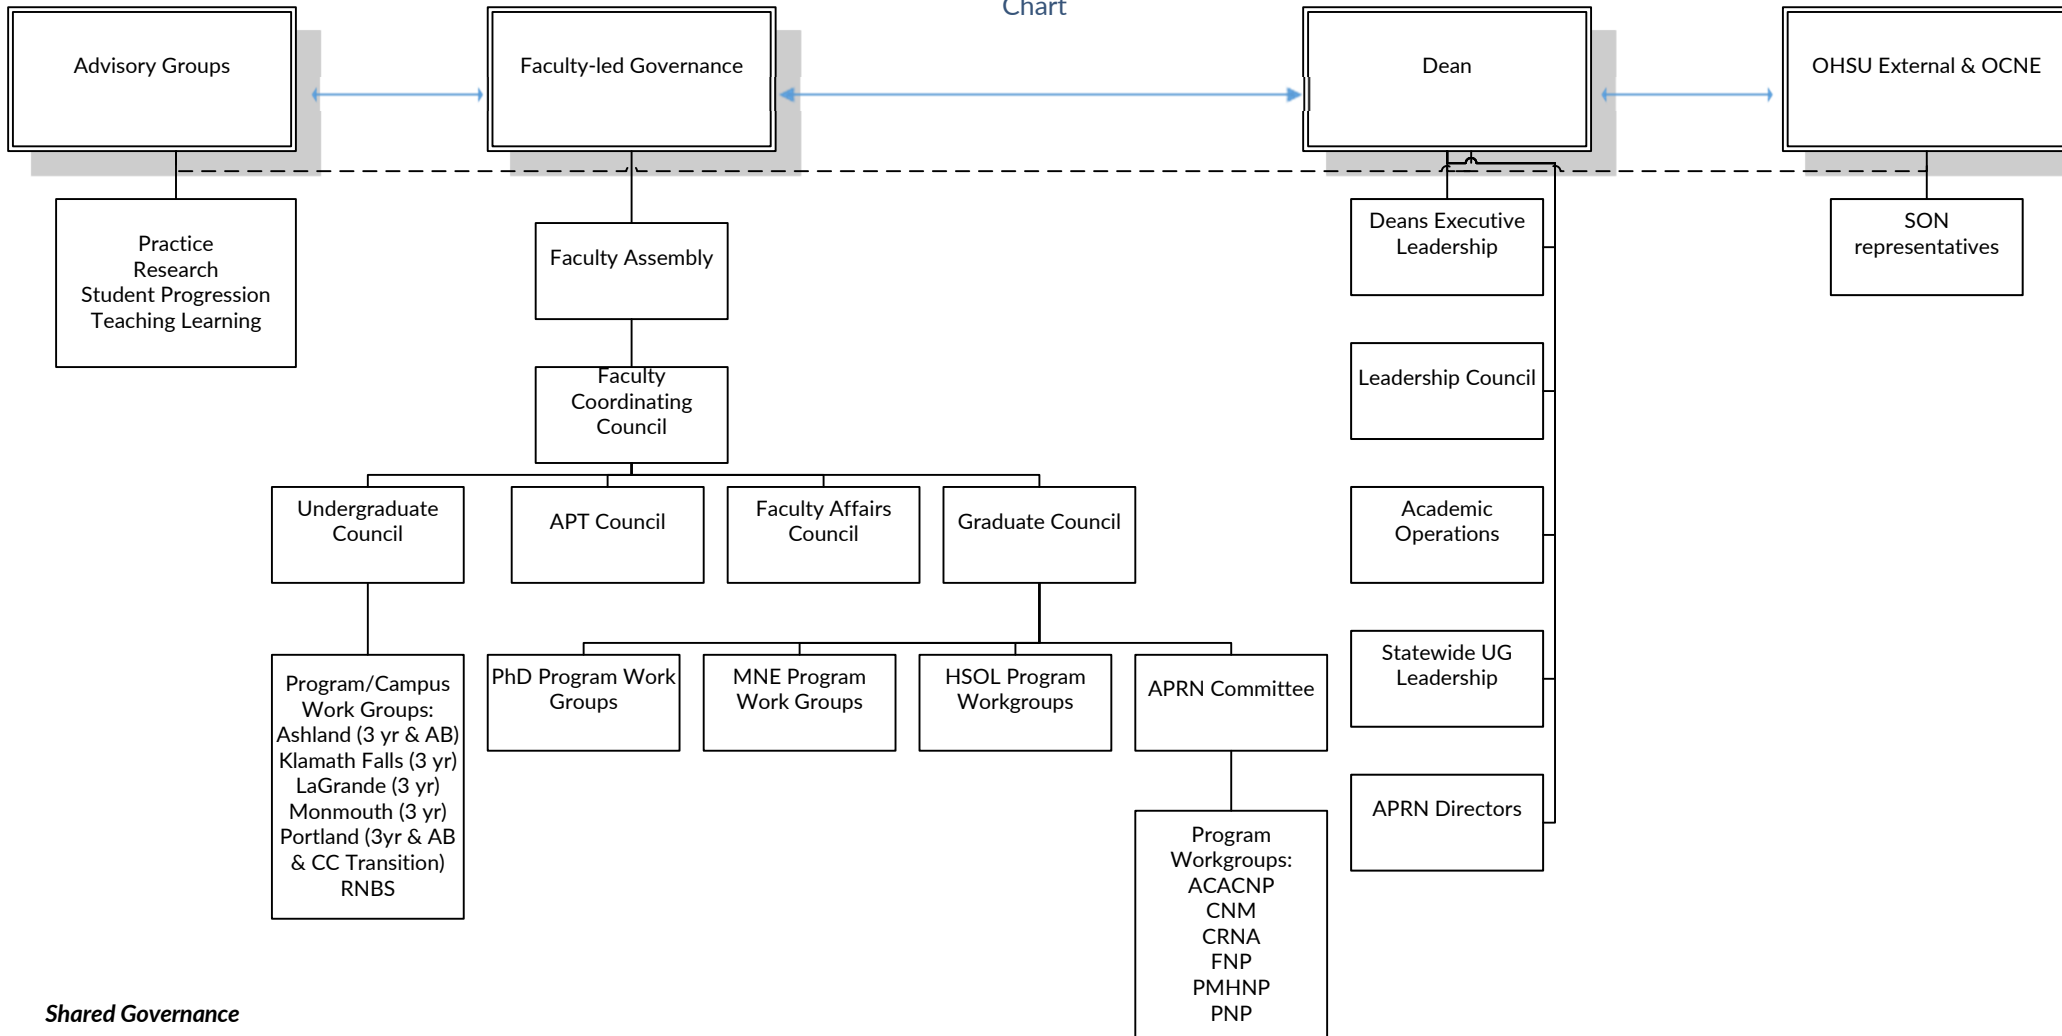 Chart
Advisory Groups
Faculty-led Governance
Dean
OHSU External & OCNE
Practice
Research
Student Progression
Teaching Learning
Faculty Assembly
Deans Executive
Leadership
SON
representatives
Faculty
Coordinating
Council
Leadership Council
Undergraduate
Council
APT Council
Faculty Affairs
Council
Graduate Council
Academic
Operations
Program/Campus
Work Groups:
Ashland (3 yr & AB)
Klamath Falls (3 yr)
LaGrande (3 yr)
Monmouth (3 yr)
Portland (3yr & AB
& CC Transition)
RNBS
PhD Program Work
Groups
MNE Program
Work Groups
HSOL Program
Workgroups
APRN Committee
Statewide UG
Leadership
APRN Directors
Program
Workgroups:
ACACNP
CNM
CRNA
FNP
PMHNP
PNP
Shared Governance